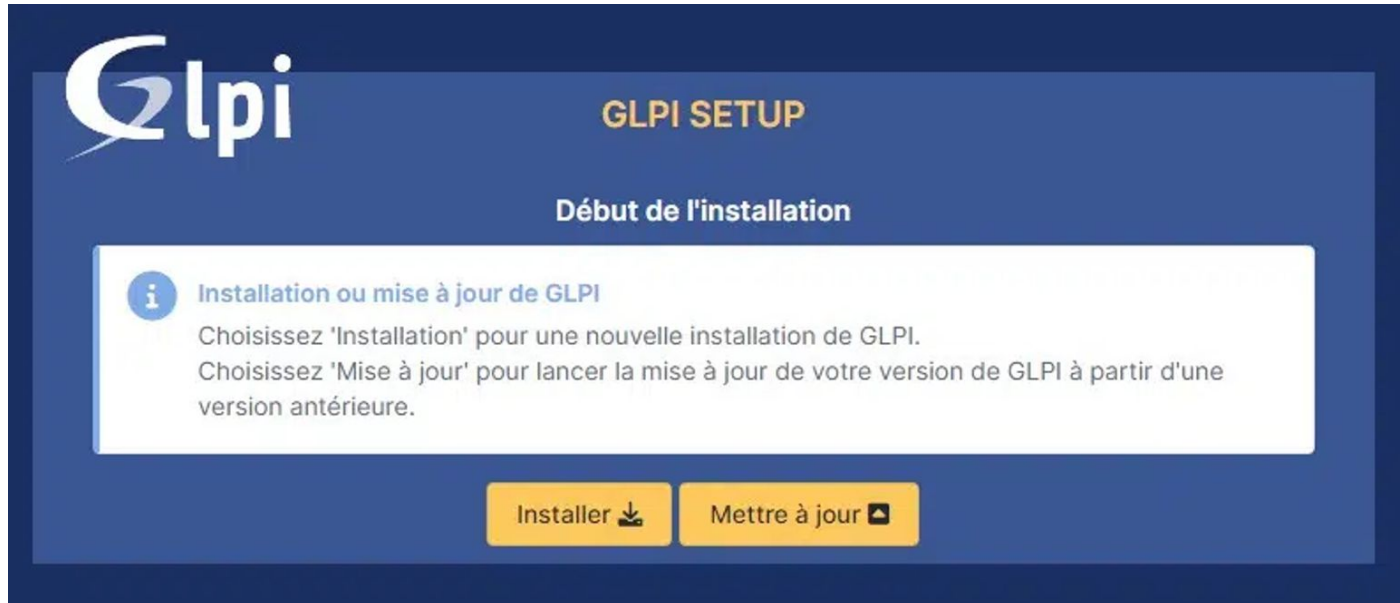 Glpi
GLPI SETUP
Début de l'installation
Installation ou mise à jour de GLPI
Choisissez 'Installation' pour une nouvelle installation de GLPI.
Choisissez 'Mise à jour' pour lancer la mise à jour de votre version de GLPI à partir d'une
version antérieure.
Installer
Mettre à jour